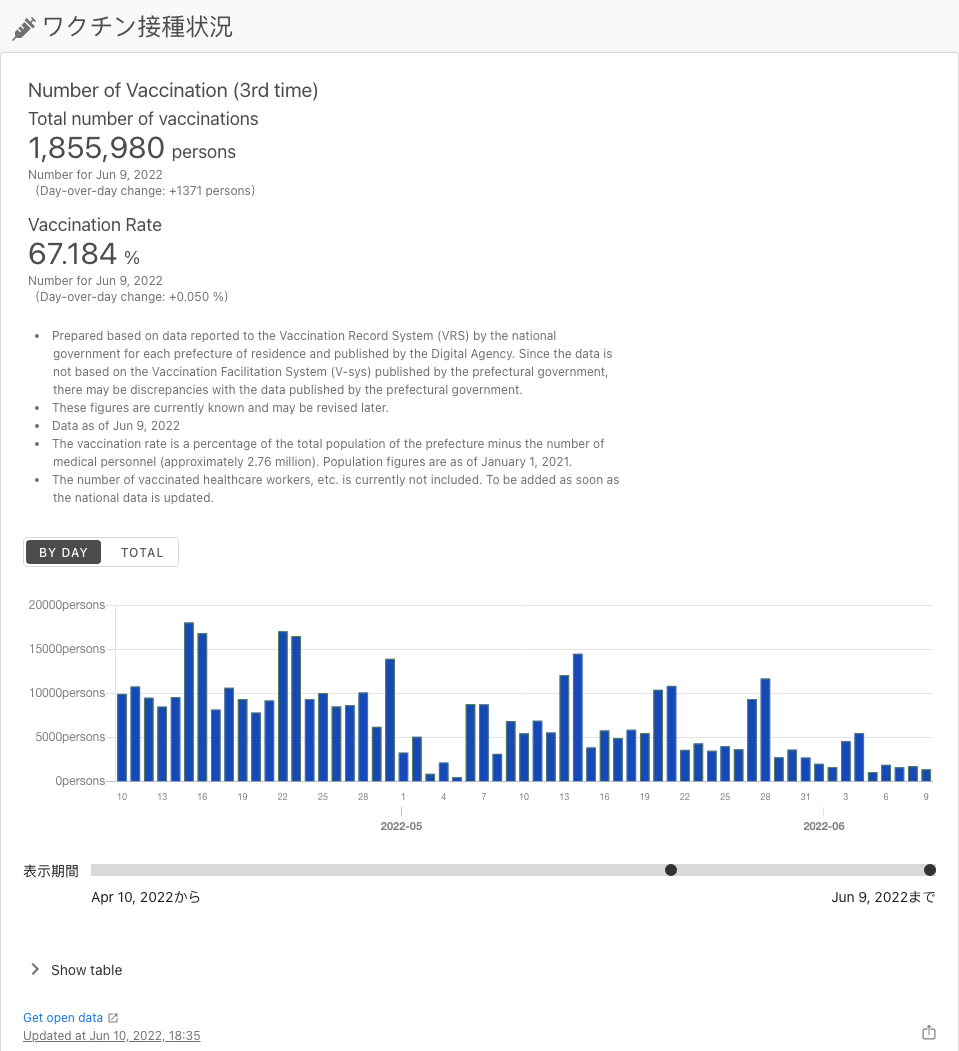 ワクチン接種状況
Number of Vaccination (3rd time)
Total number of vaccinations
1,855,980 persons
Number for Jun 9, 2022
(Day-over-day change: +1371 persons)
Vaccination Rate
67.184 %
Number for Jun 9, 2022
(Day-over-day change: +0.050 %)
• Prepared based on data reported to the Vaccination Record System (VRS) by the national
government for each prefecture of residence and published by the Digital Agency. Since the data is
not based on the Vaccination Facilitation System (V-sys) published by the prefectural government,
there may be discrepancies with the data published by the prefectural government.
• These figures are currently known and may be revised later.
• Data as of Jun 9, 2022
• The vaccination rate is a percentage of the total population of the prefecture minus the number of
medical personnel (approximately 2.76 million). Population figures are as of January 1, 2021.
• The number of vaccinated healthcare workers, etc. is currently not included. To be added as soon as
the national data is updated.
BY DAY TOTAL
20000persons
15000persons
10000persons
5000persons
0persons
10 13 16 19 22 25 28 1 4 7 10 13 16 19 22 25 28 31 3 6 9
2022-05 2022-06
表示期間
Apr 10, 2022から Jun 9, 2022まで
Show table
Get open data
Updated at Jun 10, 2022, 18:35